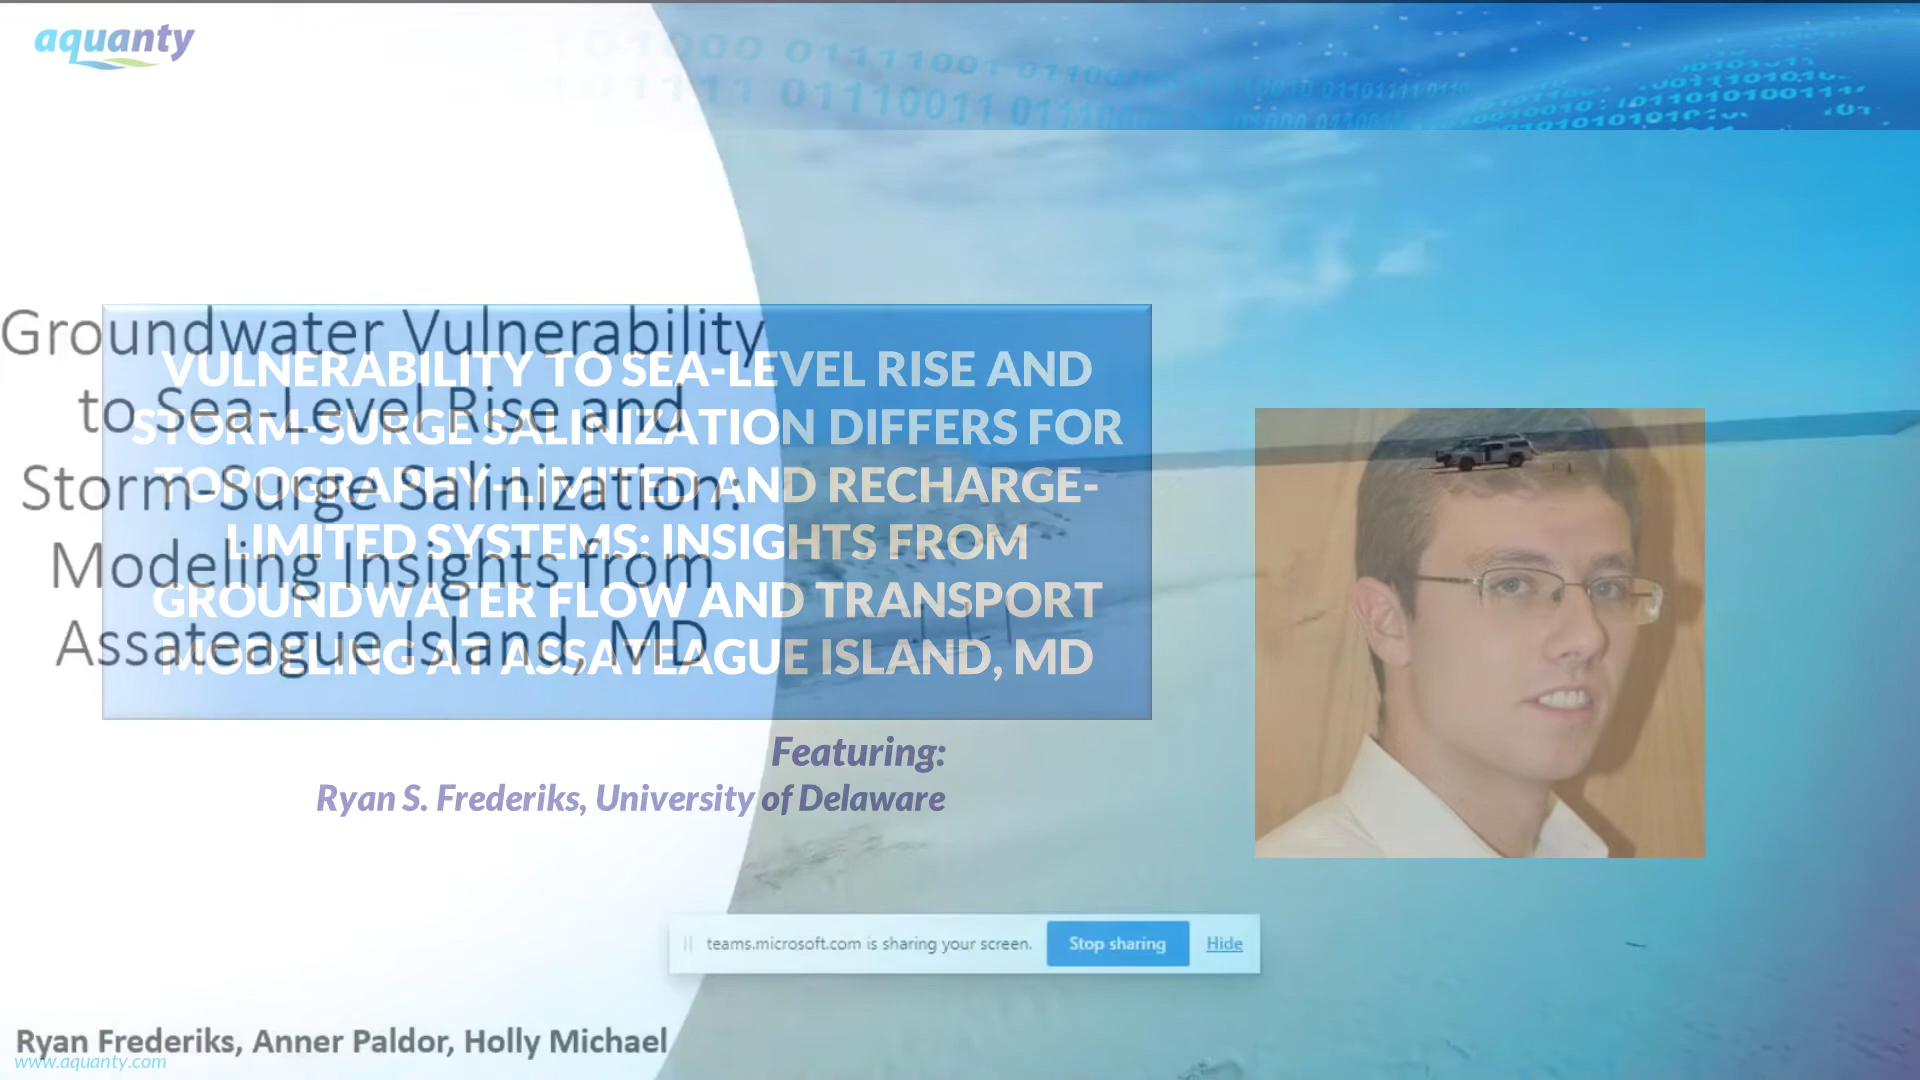 aquanty
Groundwater Vulnerability
to Sea-Level Rise and
Storm-Surge Salinization:
Modeling Insights from
Assateague Island, MD
VULNERABILITY TO SEA-LEVEL RISE AND
STORM-SURGE SALINIZATION DIFFERS FOR
TOPOGRAPHY-LIMITED AND RECHARGE-
LIMITED SYSTEMS: INSIGHTS FROM
GROUNDWATER FLOW AND TRANSPORT
MODELING AT ASSATEAGUE ISLAND, MD
Featuring:
Ryan S. Frederiks, University of Delaware
teams.microsoft.com is sharing your screen.
Stop sharing
Hide
Ryan Frederiks, Anner Paldor, Holly Michael
www.aquanty.com